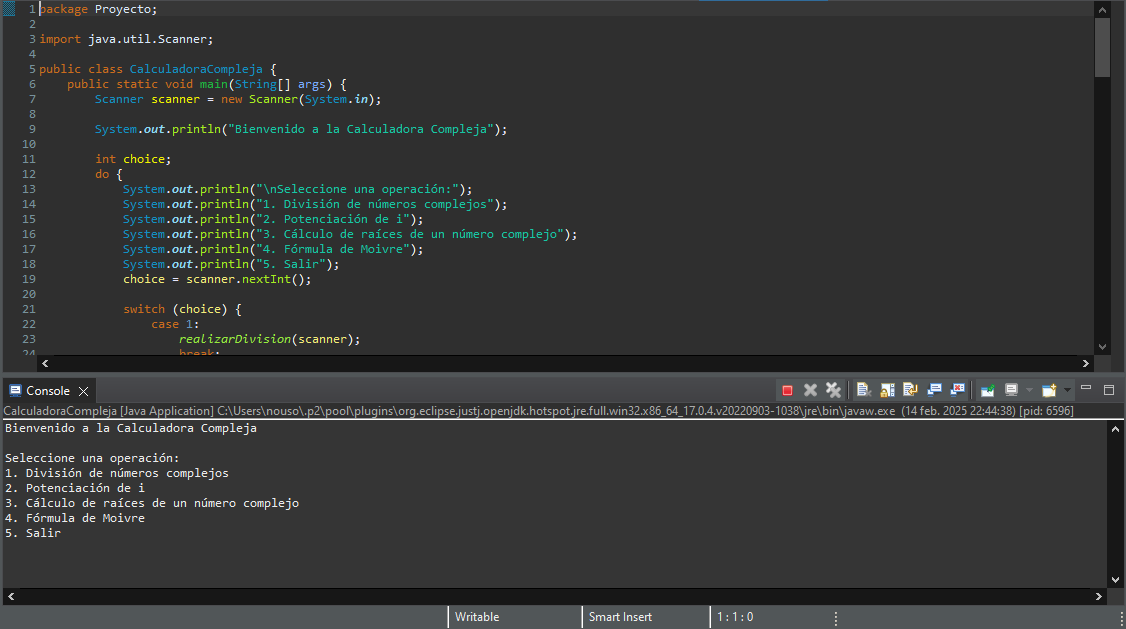 1 package Proyecto;
2
3 import java.util.Scanner;
4
5 public class CalculadoraCompleja {
6     public static void main(String[] args) {
7         Scanner scanner = new Scanner(System.in);
8
9         System.out.println("Bienvenido a la Calculadora Compleja");
10
11         int choice;
12         do {
13             System.out.println("\nSeleccione una operación:");
14             System.out.println("1. División de números complejos");
15             System.out.println("2. Potenciación de i");
16             System.out.println("3. Cálculo de raíces de un número complejo");
17             System.out.println("4. Fórmula de Moivre");
18             System.out.println("5. Salir");
19             choice = scanner.nextInt();
20
21             switch (choice) {
22                 case 1:
23                     realizarDivision(scanner);
24                     break;
Console
CalculadoraCompleja [Java Application] C:\Users\nouso\.p2\pool\plugins\org.eclipse.justj.openjdk.hotspot.jre.full.win32.x86_64_17.0.4.v20220903-1038\jre\bin\javaw.exe (14 feb. 2025 22:44:38) [pid: 6596]
Bienvenido a la Calculadora Compleja

Seleccione una operación:
1. División de números complejos
2. Potenciación de i
3. Cálculo de raíces de un número complejo
4. Fórmula de Moivre
5. Salir
Writable Smart Insert 1 : 1 : 0